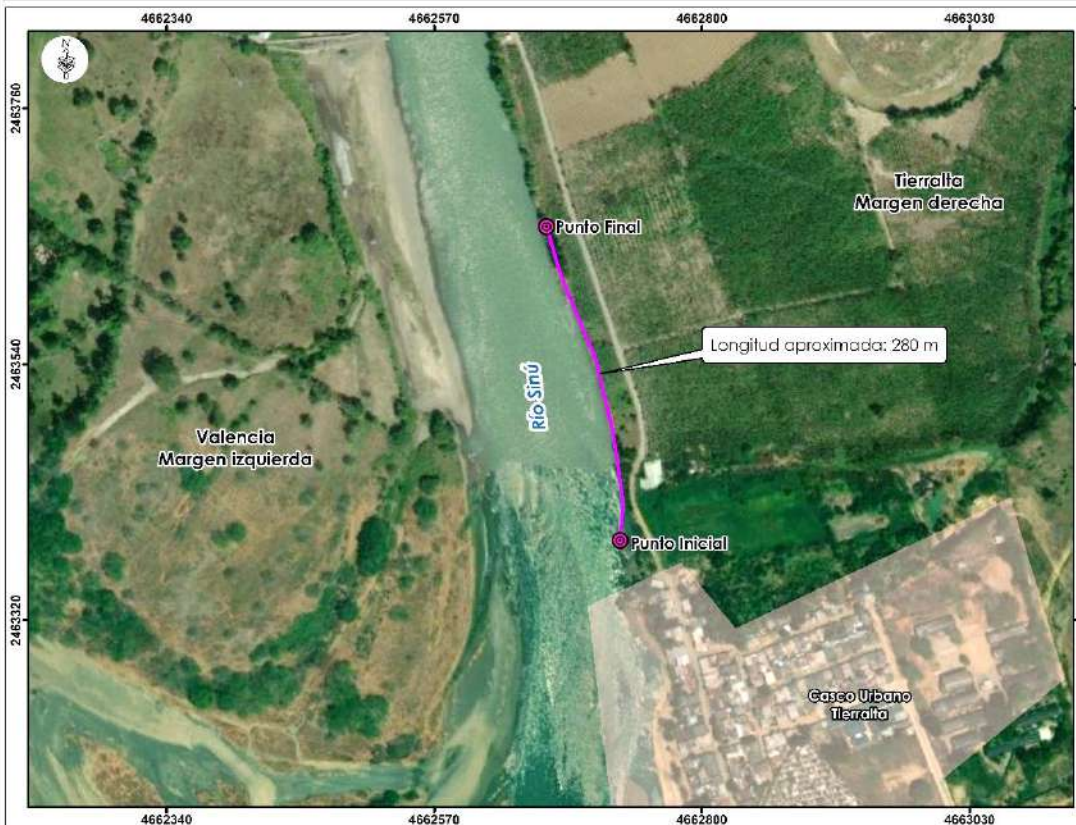 4662340 4662570 4662800 4663030
2463760
Tierralta
Margen derecha
Punto Final
2463540
Longitud aproximada: 280 m
Río Sinú
Valencia
Margen izquierda
Punto Inicial
2463320
Casco Urbano
Tierralta
4662340 4662570 4662800 4663030